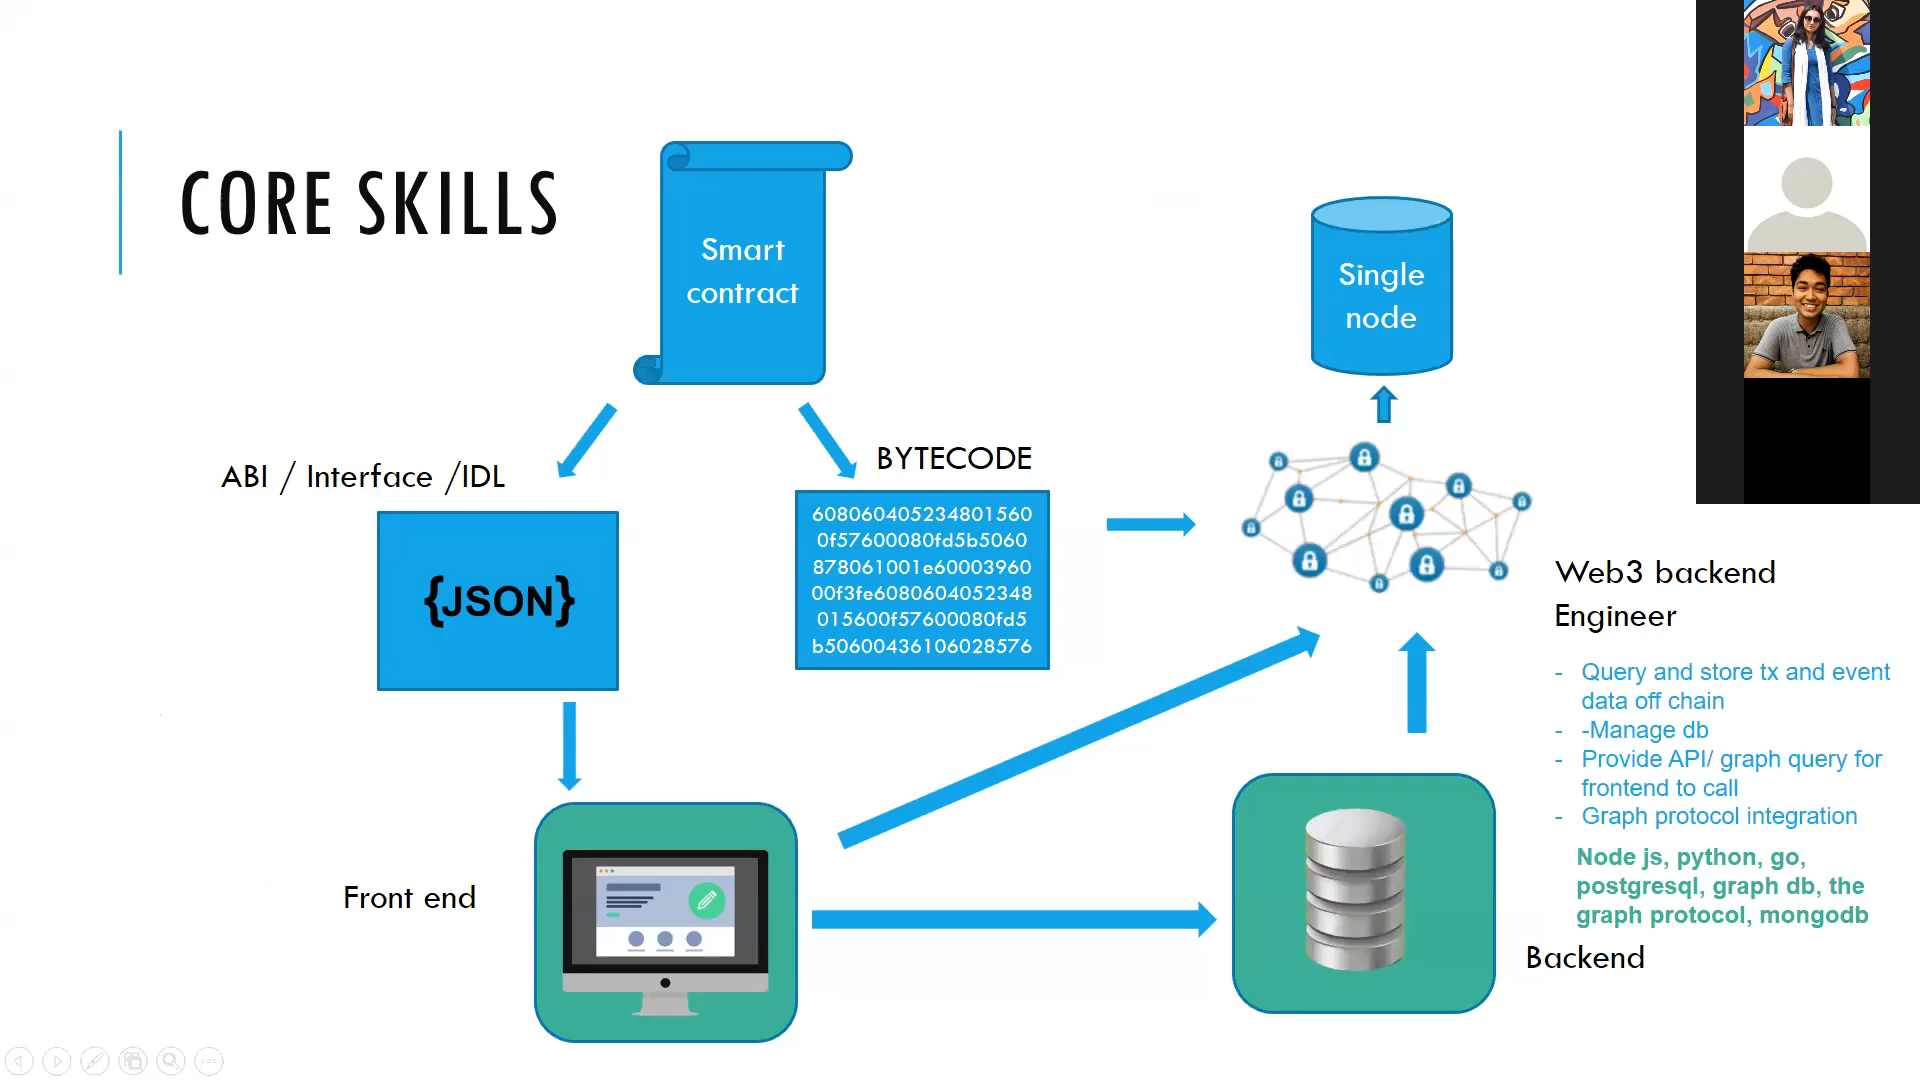 CORE SKILLS
Smart
contract
Single
node
ABI / Interface /IDL
BYTECODE
{JSON}
608060405234801560
0f57600080fd5b5060
878061001e60003960
00f3fe6080604052348
015600f57600080fd5
b50600436106028576
Web3 backend
Engineer
- Query and store tx and event
data off chain
- -Manage db
- Provide API/ graph query for
frontend to call
- Graph protocol integration
Node js, python, go,
postgresql, graph db, the
graph protocol, mongodb
Front end
Backend